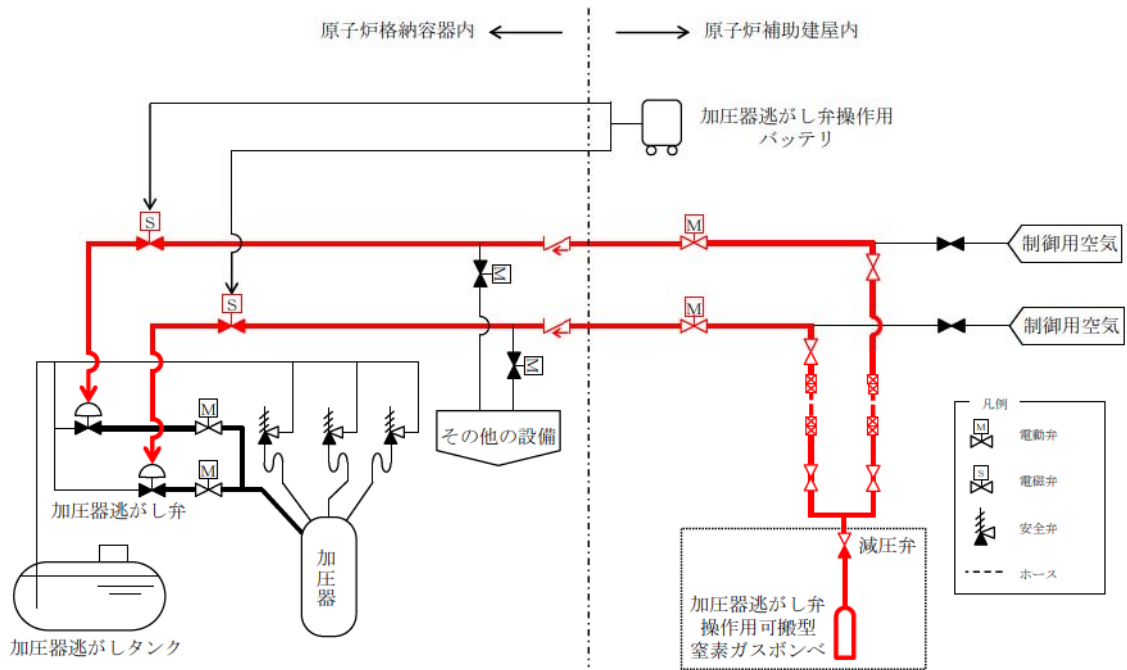 原子炉格納容器内
原子炉補助建屋内
加圧器逃がし弁操作用
バッテリ
S
M
制御用空気
M
S
M
制御用空気
M
M
M
その他の設備
加圧器逃がし弁
加圧器
減圧弁
加圧器逃がし弁
操作用可搬型
窒素ガスボンベ
加圧器逃がしタンク
凡例
M
電動弁
S
電磁弁
安全弁
ホース